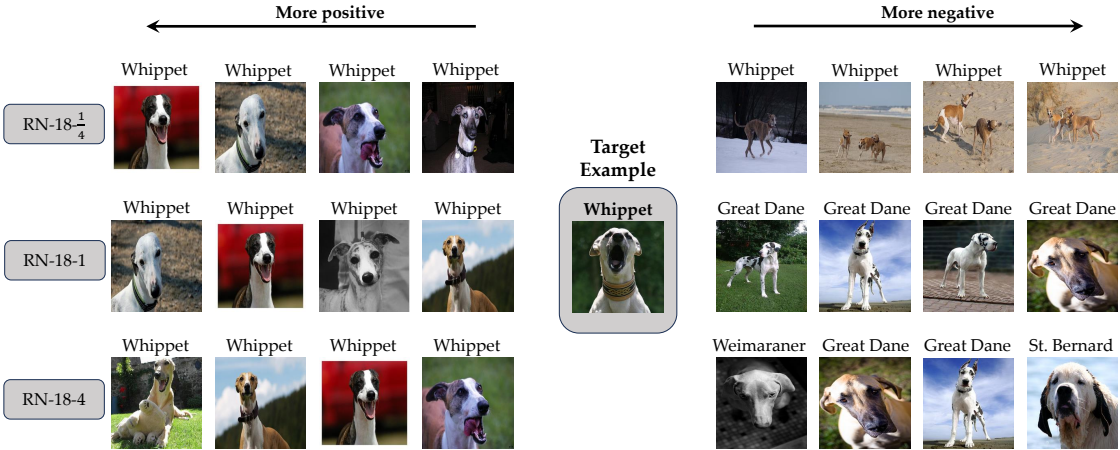 More positive
More negative
Whippet Whippet Whippet Whippet
Whippet Whippet Whippet Whippet
RN-18-1/4
Target
Example
Whippet
Whippet Whippet Whippet Whippet
Great Dane Great Dane Great Dane Great Dane
RN-18-1
Whippet Whippet Whippet Whippet
Weimaraner Great Dane Great Dane St. Bernard
RN-18-4